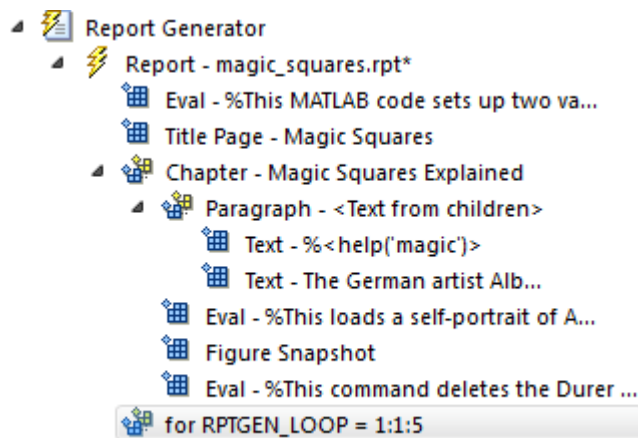 Report Generator
Report - magic_squares.rpt*
Eval - %This MATLAB code sets up two va...
Title Page - Magic Squares
Chapter - Magic Squares Explained
Paragraph - <Text from children>
Text - %<help('magic')>
Text - The German artist Alb...
Eval - %This loads a self-portrait of A...
Figure Snapshot
Eval - %This command deletes the Durer ...
for RPTGEN_LOOP = 1:1:5